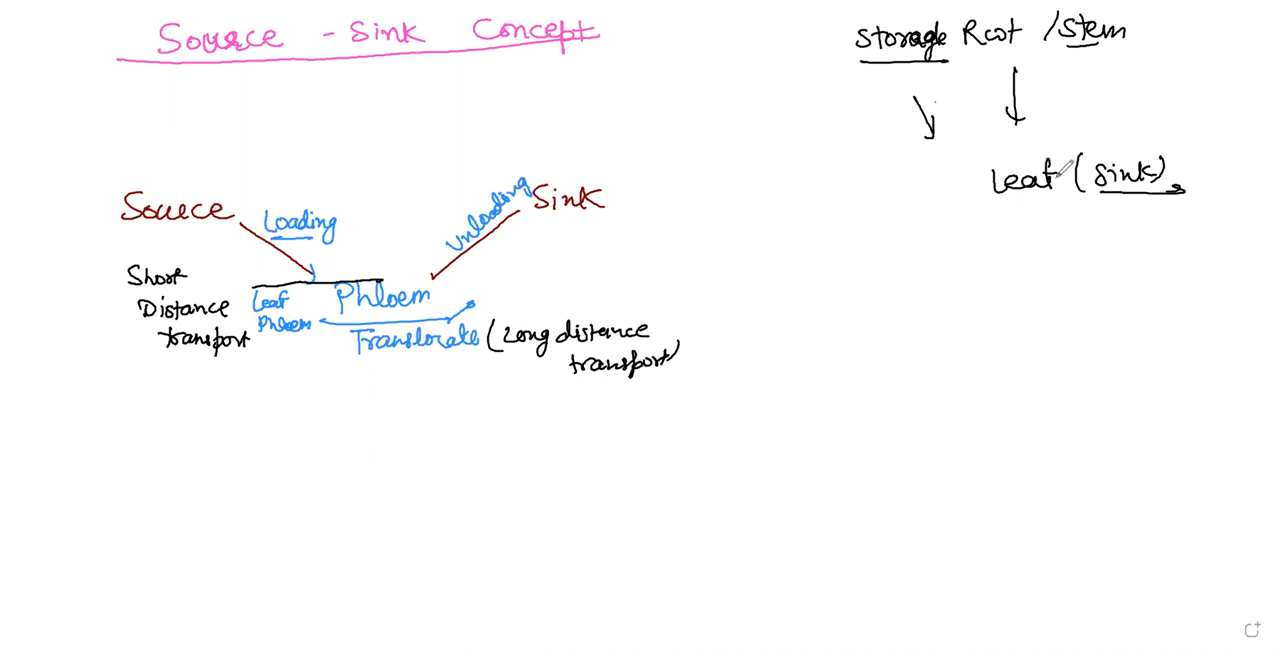 Source - Sink Concept
Storage Root / Stem
Leaf (Sink)
Source
Loading
Unloading
Sink
Short
Distance
transport
Leaf
Phloem
Phloem
Translocate (Long distance
transport)